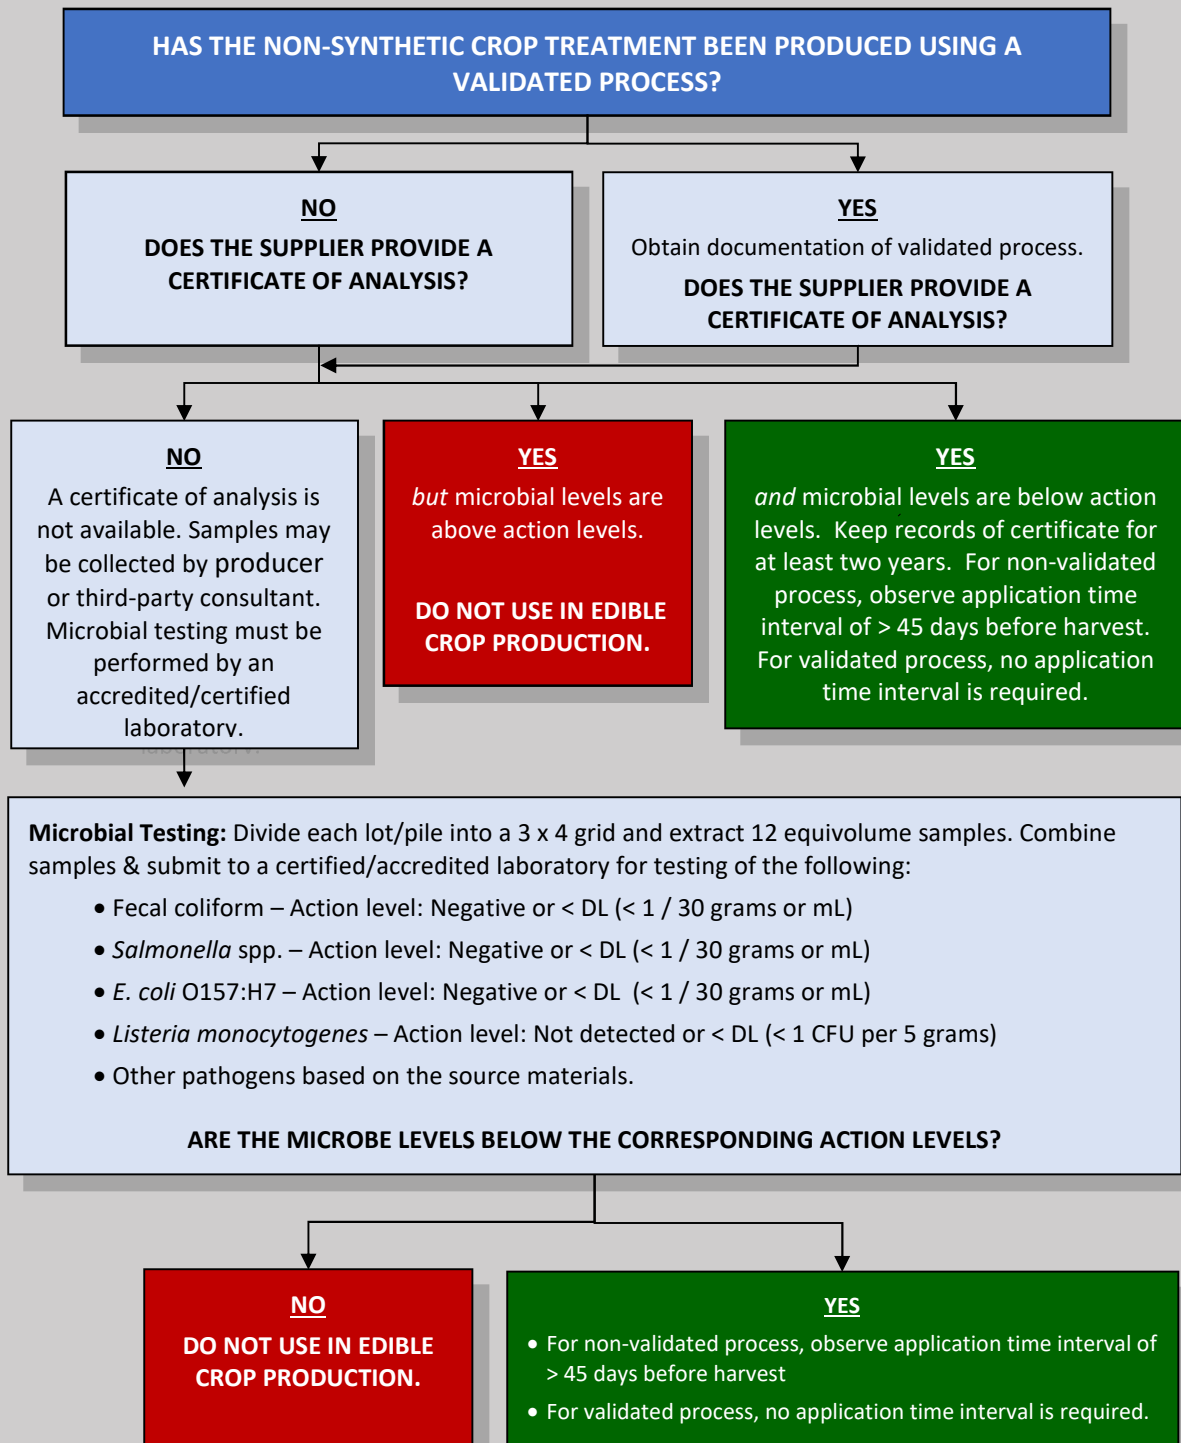 HAS THE NON-SYNTHETIC CROP TREATMENT BEEN PRODUCED USING A
VALIDATED PROCESS?
NO
DOES THE SUPPLIER PROVIDE A
CERTIFICATE OF ANALYSIS?
YES
Obtain documentation of validated process.
DOES THE SUPPLIER PROVIDE A
CERTIFICATE OF ANALYSIS?
NO
A certificate of analysis is
not available. Samples may
be collected by producer
or third-party consultant.
Microbial testing must be
performed by an
accredited/certified
laboratory.
YES
but microbial levels are
above action levels.
DO NOT USE IN EDIBLE
CROP PRODUCTION.
YES
and microbial levels are below action
levels. Keep records of certificate for
at least two years. For non-validated
process, observe application time
interval of > 45 days before harvest.
For validated process, no application
time interval is required.
Microbial Testing: Divide each lot/pile into a 3 x 4 grid and extract 12 equivolume samples. Combine
samples & submit to a certified/accredited laboratory for testing of the following:
• Fecal coliform – Action level: Negative or < DL (< 1 / 30 grams or mL)
• Salmonella spp. – Action level: Negative or < DL (< 1 / 30 grams or mL)
• E. coli O157:H7 – Action level: Negative or < DL (< 1 / 30 grams or mL)
• Listeria monocytogenes – Action level: Not detected or < DL (< 1 CFU per 5 grams)
• Other pathogens based on the source materials.
ARE THE MICROBE LEVELS BELOW THE CORRESPONDING ACTION LEVELS?
NO
DO NOT USE IN EDIBLE
CROP PRODUCTION.
YES
• For non-validated process, observe application time interval of
> 45 days before harvest
• For validated process, no application time interval is required.